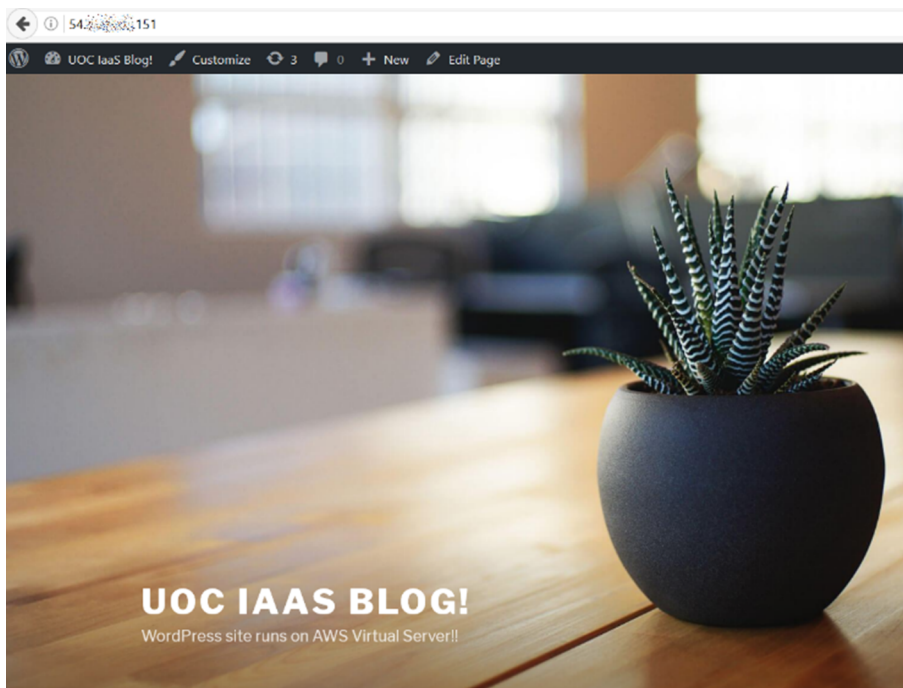 54. .151
UOC IaaS Blog! Customize 3 0 New Edit Page
UOC IAAS BLOG!
WordPress site runs on AWS Virtual Server!!